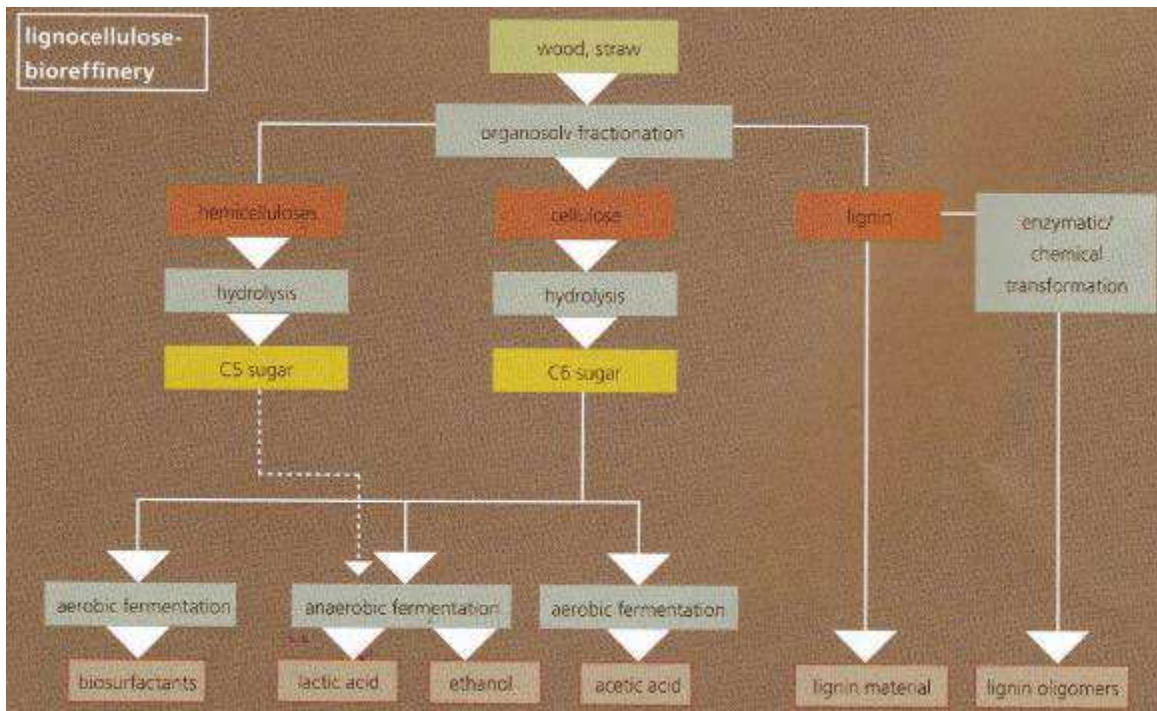 lignocellulose-
bioreffinery
wood, straw
organosolv fractionation
hemicelluloses
cellulose
lignin
enzymatic/
chemical
transformation
hydrolysis
hydrolysis
C5 sugar
C6 sugar
aerobic fermentation
anaerobic fermentation
aerobic fermentation
biosurfactants
lactic acid
ethanol
acetic acid
lignin material
lignin oligomers